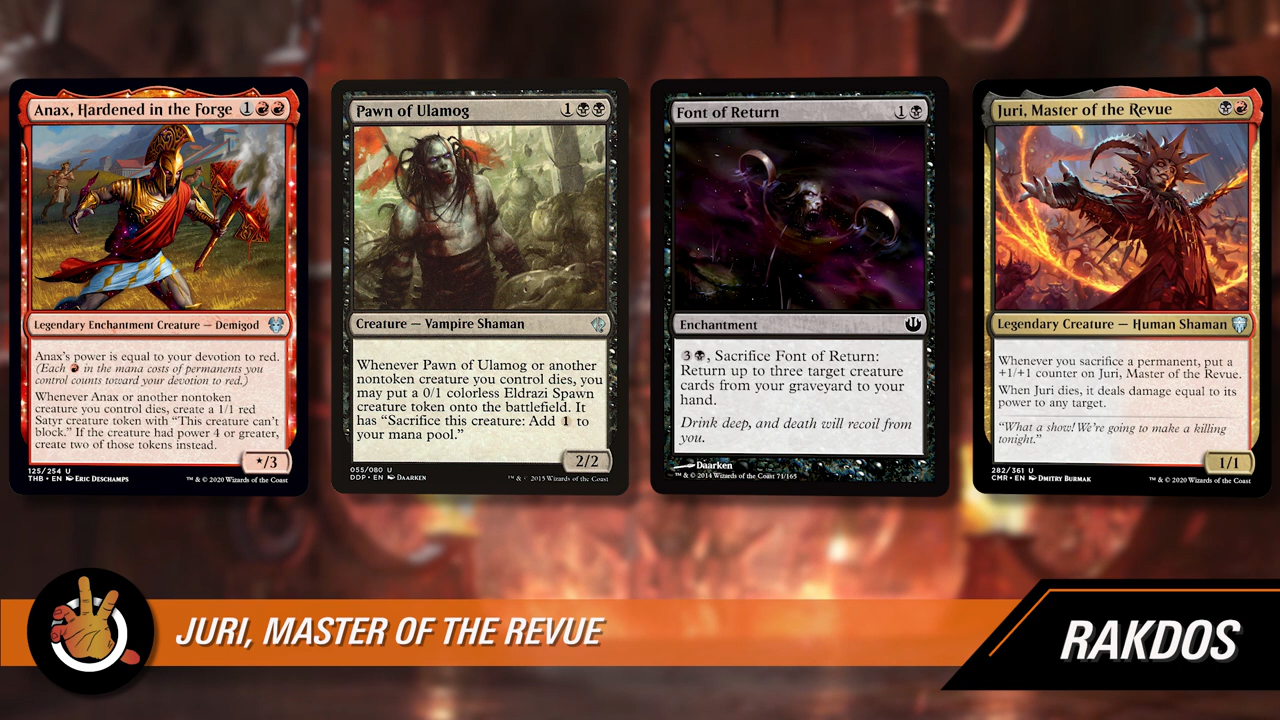 Anax, Hardened in the Forge 1
Legendary Enchantment Creature — Demigod
Anax's power is equal to your devotion to red.
(Each in the mana costs of permanents you
control counts toward your devotion to red.)
Whenever Anax or another nontoken
creature you control dies, create a 1/1 red
Satyr creature token with "This creature can't
block." If the creature had power 4 or greater,
create two of those tokens instead.
*/3
125/254 U
THB • EN Eric Deschamps ™ & © 2020 Wizards of the Coast
Pawn of Ulamog 1
Creature — Vampire Shaman
Whenever Pawn of Ulamog or another
nontoken creature you control dies, you
may put a 0/1 colorless Eldrazi Spawn
creature token onto the battlefield. It
has "Sacrifice this creature: Add 1 to
your mana pool."
2/2
055/080 U
DDP • EN Daarken ™ & © 2015 Wizards of the Coast
Font of Return 1
Enchantment
3, Sacrifice Font of Return:
Return up to three target creature
cards from your graveyard to your
hand.
Drink deep, and death will recoil from
you.
Daarken
™ & © 2014 Wizards of the Coast 71/165
Juri, Master of the Revue
Legendary Creature — Human Shaman
Whenever you sacrifice a permanent, put a
+1/+1 counter on Juri, Master of the Revue.
When Juri dies, it deals damage equal to its
power to any target.
"What a show! We're going to make a killing
tonight."
1/1
282/361 U
CMR • EN Dmitry Burmak ™ & © 2020 Wizards of the Coast
JURI, MASTER OF THE REVUE
RAKDOS